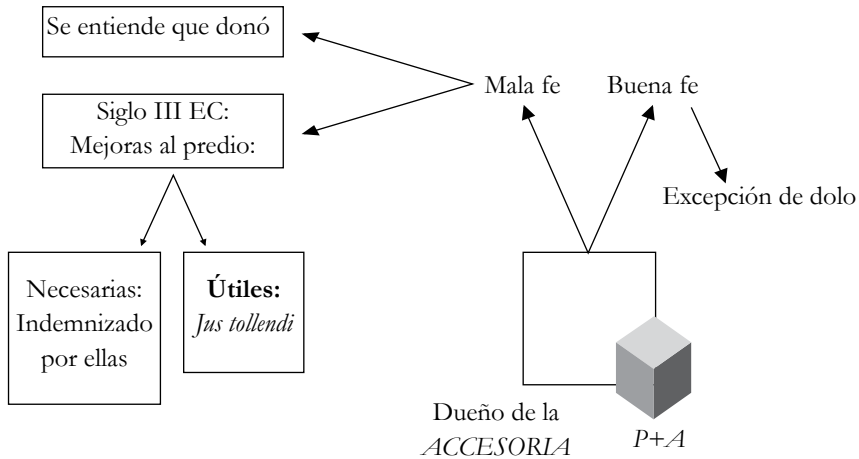 Se entiende que donó
Siglo III EC:
Mejoras al predio:
Mala fe
Buena fe
Excepción de dolo
Necesarias:
Indemnizado
por ellas
Útiles:
Jus tollendi
Dueño de la
ACCESORIA
P+A